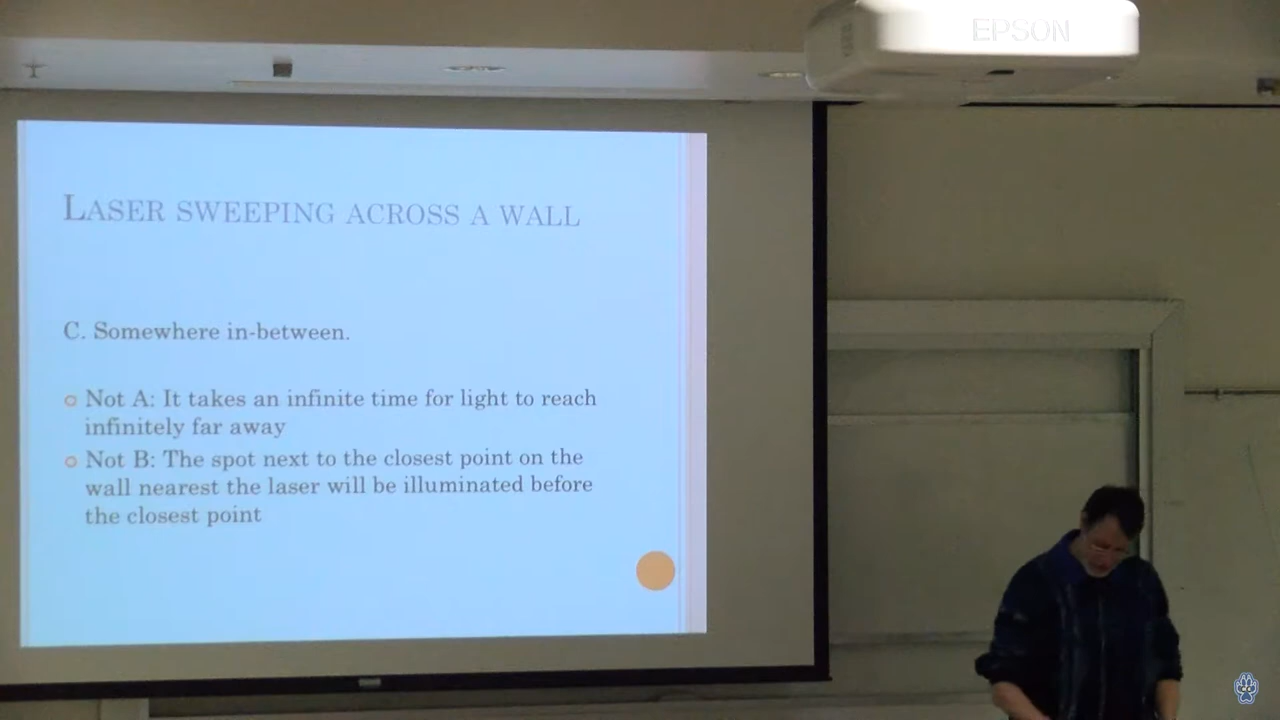 EPSON
LASER SWEEPING ACROSS A WALL
C. Somewhere in-between.
Not A: It takes an infinite time for light to reach
infinitely far away
Not B: The spot next to the closest point on the
wall nearest the laser will be illuminated before
the closest point